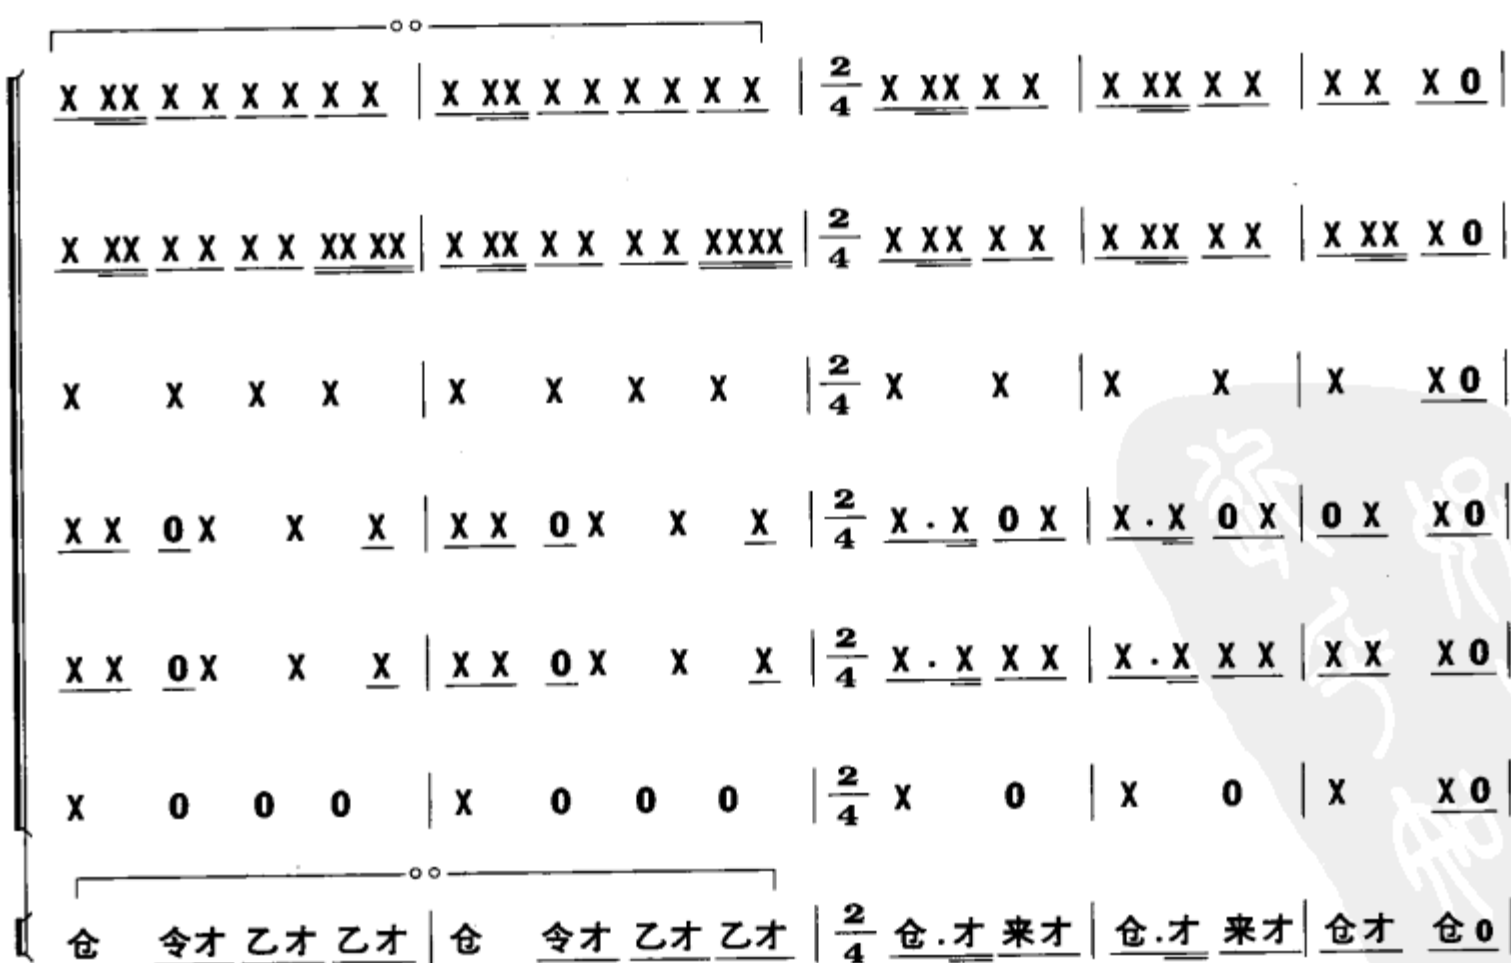 X XX X X X X X X | X XX X X X X X X | 2/4 X XX X X | X XX X X | X X X 0 |
X XX X X X X XX XX | X XX X X X X XXXX | 2/4 X XX X X | X XX X X | X XX X 0 |
X X X X | X X X X | 2/4 X X | X X | X X 0 |
X X 0 X X X | X X 0 X X X | 2/4 X . X 0 X | X . X 0 X | 0 X X 0 |
X X 0 X X X | X X 0 X X X | 2/4 X . X X X | X . X X X | X X X 0 |
X 0 0 0 | X 0 0 0 | 2/4 X 0 | X 0 | X X 0 |
仓 令才 乙才 乙才 | 仓 令才 乙才 乙才 | 2/4 仓.才 来才 | 仓.才 来才 | 仓才 仓0 |